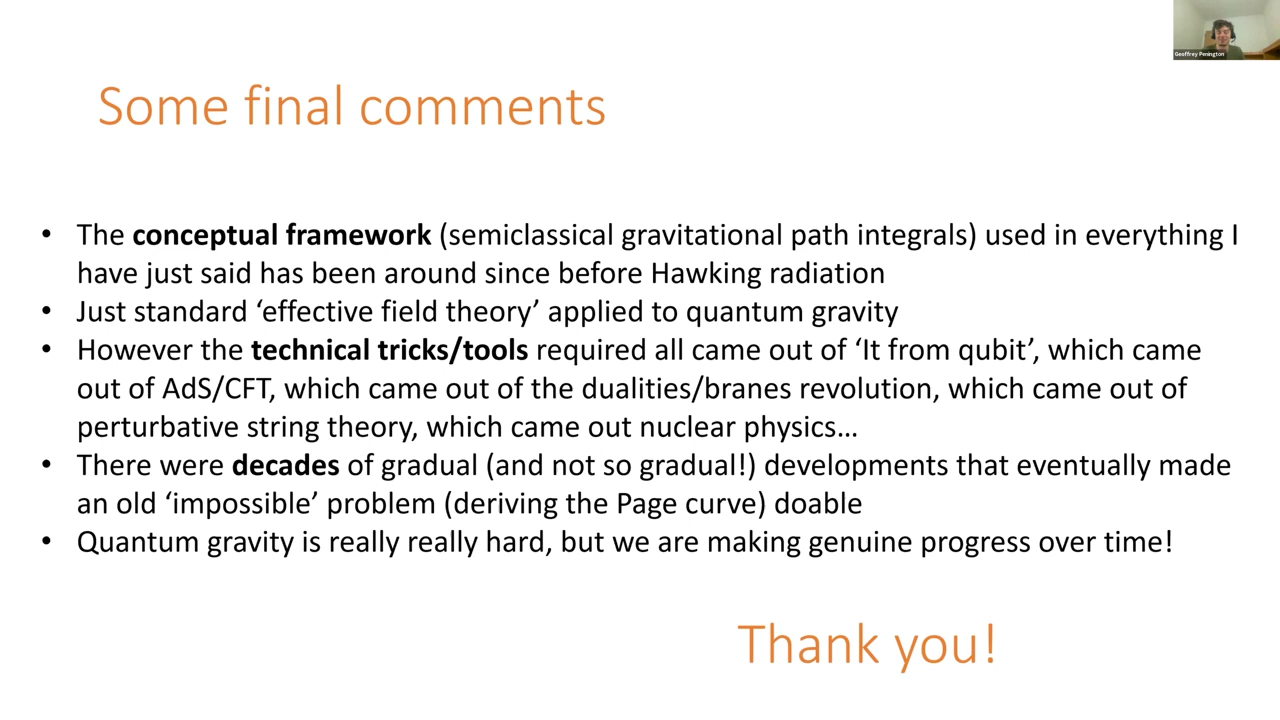 Geoffrey Penington
Some final comments
• The conceptual framework (semiclassical gravitational path integrals) used in everything I
have just said has been around since before Hawking radiation
• Just standard ‘effective field theory’ applied to quantum gravity
• However the technical tricks/tools required all came out of ‘It from qubit’, which came
out of AdS/CFT, which came out of the dualities/branes revolution, which came out of
perturbative string theory, which came out nuclear physics...
• There were decades of gradual (and not so gradual!) developments that eventually made
an old ‘impossible’ problem (deriving the Page curve) doable
• Quantum gravity is really really hard, but we are making genuine progress over time!
Thank you!